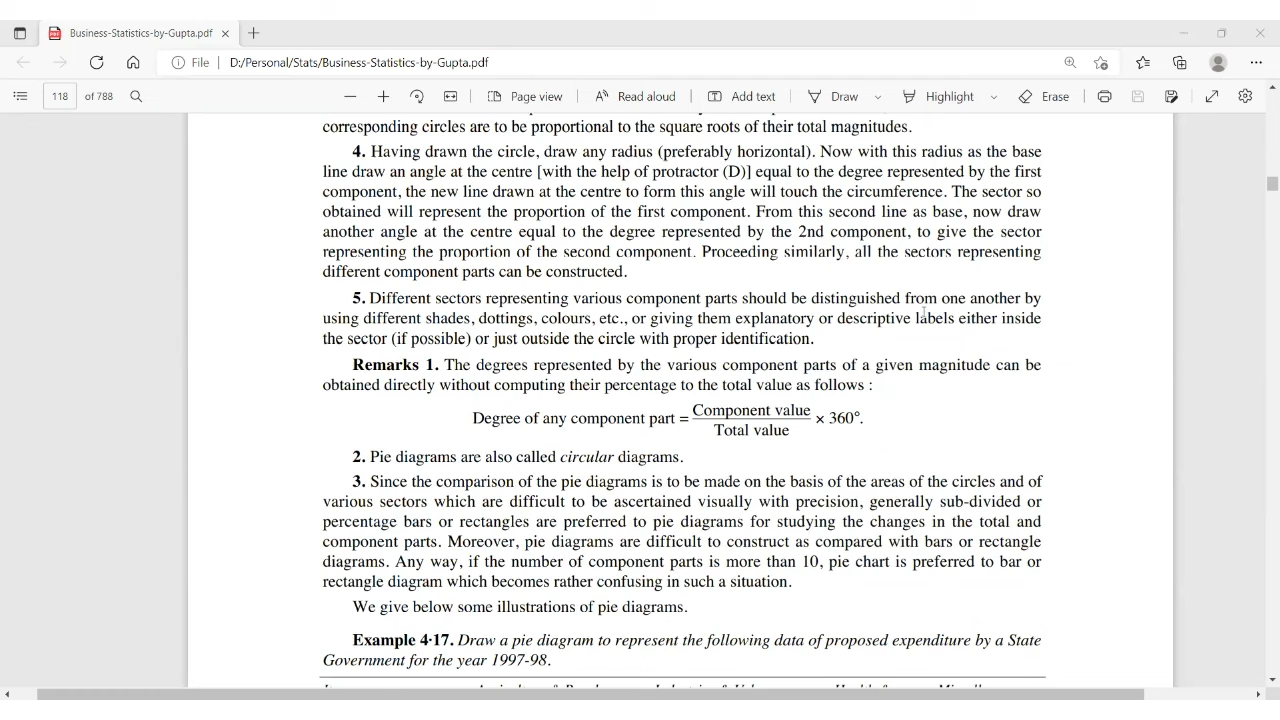 Business-Statistics-by-Gupta.pdf
File | D:/Personal/Stats/Business-Statistics-by-Gupta.pdf
118 of 788 Page view Read aloud Add text Draw Highlight Erase
corresponding circles are to be proportional to the square roots of their total magnitudes.
4. Having drawn the circle, draw any radius (preferably horizontal). Now with this radius as the base
line draw an angle at the centre [with the help of protractor (D)] equal to the degree represented by the first
component, the new line drawn at the centre to form this angle will touch the circumference. The sector so
obtained will represent the proportion of the first component. From this second line as base, now draw
another angle at the centre equal to the degree represented by the 2nd component, to give the sector
representing the proportion of the second component. Proceeding similarly, all the sectors representing
different component parts can be constructed.
5. Different sectors representing various component parts should be distinguished from one another by
using different shades, dottings, colours, etc., or giving them explanatory or descriptive labels either inside
the sector (if possible) or just outside the circle with proper identification.
Remarks 1. The degrees represented by the various component parts of a given magnitude can be
obtained directly without computing their percentage to the total value as follows :
Degree of any component part = Component value / Total value × 360°.
2. Pie diagrams are also called circular diagrams.
3. Since the comparison of the pie diagrams is to be made on the basis of the areas of the circles and of
various sectors which are difficult to be ascertained visually with precision, generally sub-divided or
percentage bars or rectangles are preferred to pie diagrams for studying the changes in the total and
component parts. Moreover, pie diagrams are difficult to construct as compared with bars or rectangle
diagrams. Any way, if the number of component parts is more than 10, pie chart is preferred to bar or
rectangle diagram which becomes rather confusing in such a situation.
We give below some illustrations of pie diagrams.
Example 4·17. Draw a pie diagram to represent the following data of proposed expenditure by a State
Government for the year 1997-98.